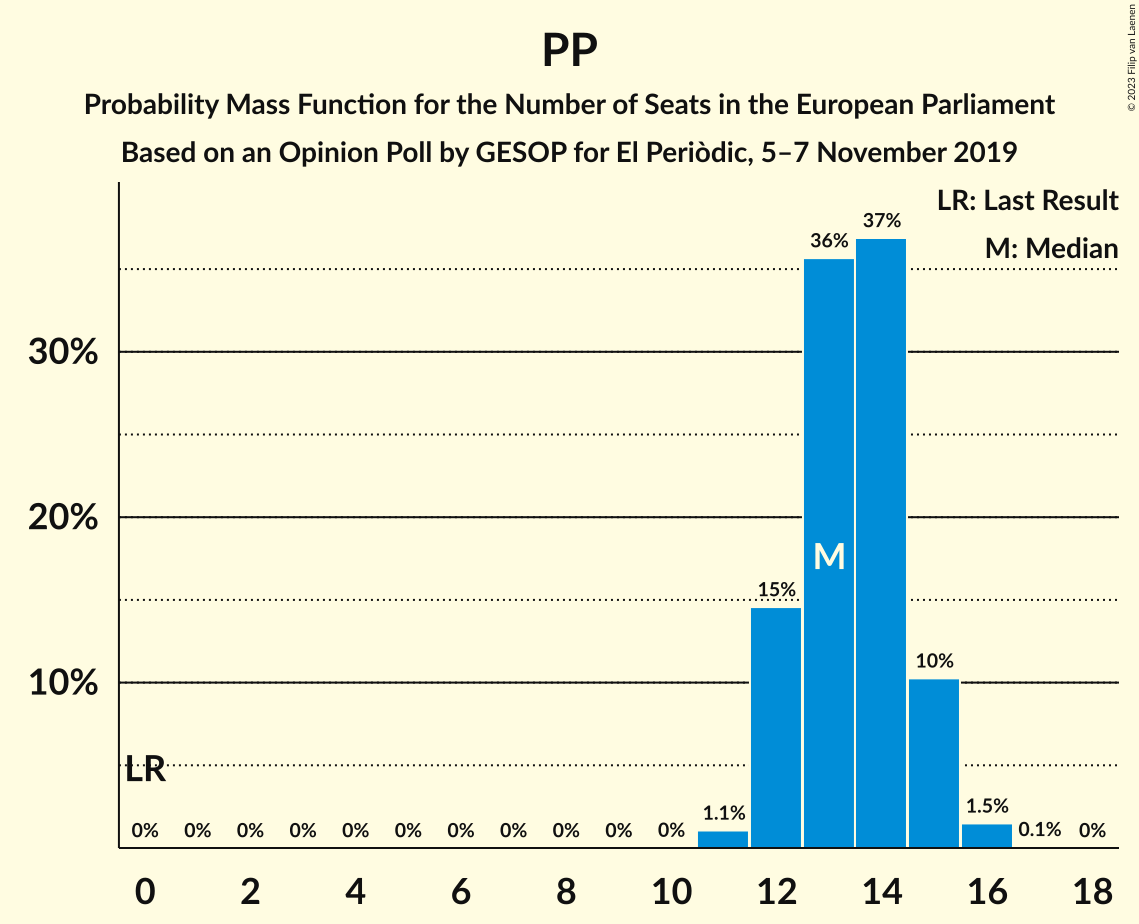 PP
Probability Mass Function for the Number of Seats in the European Parliament
Based on an Opinion Poll by GESOP for El Periòdic, 5–7 November 2019
© 2023 Filip van Laenen
LR: Last Result
M: Median
37%
36%
30%
20%
M
15%
10%
10%
LR
0% 0% 0% 0% 0% 0% 0% 0% 0% 0% 0% 1.1% 1.5% 0.1% 0%
0 2 4 6 8 10 12 14 16 18